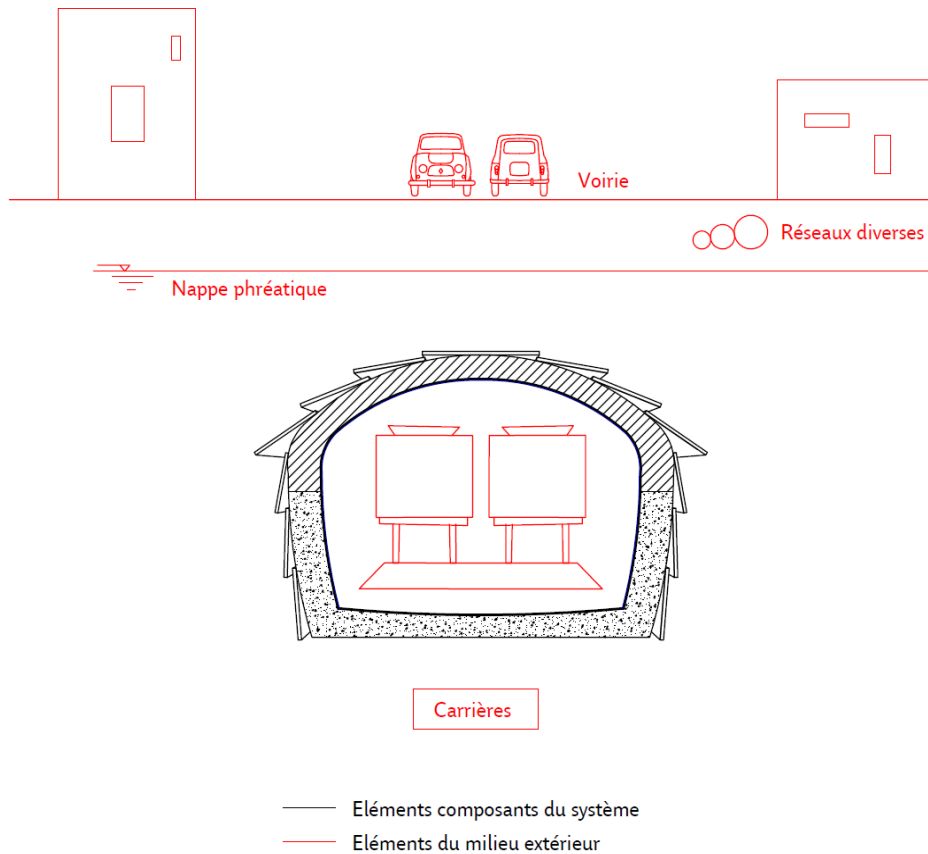 Voirie
Réseaux diverses
Nappe phréatique
Carrières
Eléments composants du système
Eléments du milieu extérieur